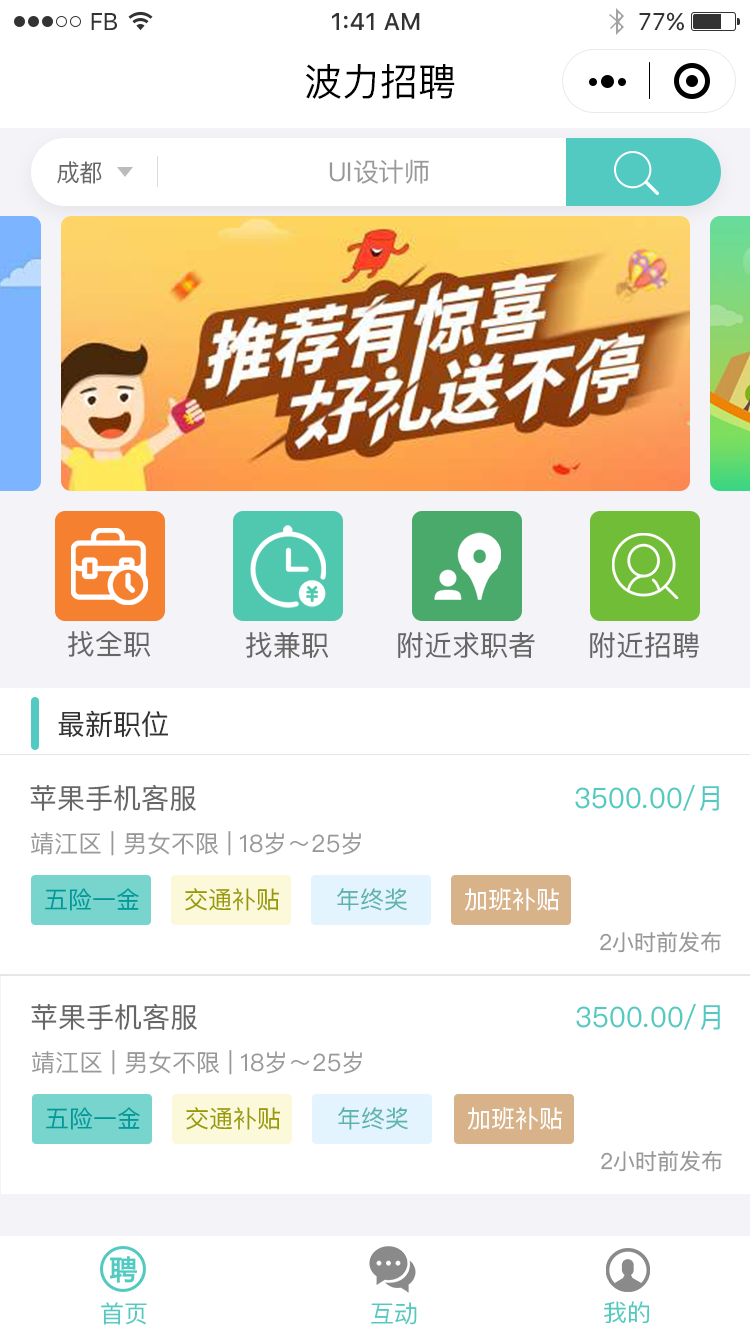 FB 1:41 AM 77%
波力招聘
成都 UI设计师
推荐有惊喜
好礼送不停
¥
找全职 找兼职 附近求职者 附近招聘
最新职位
苹果手机客服 3500.00/月
靖江区 | 男女不限 | 18岁～25岁
五险一金 交通补贴 年终奖 加班补贴
2小时前发布
苹果手机客服 3500.00/月
靖江区 | 男女不限 | 18岁～25岁
五险一金 交通补贴 年终奖 加班补贴
2小时前发布
聘
首页 互动 我的